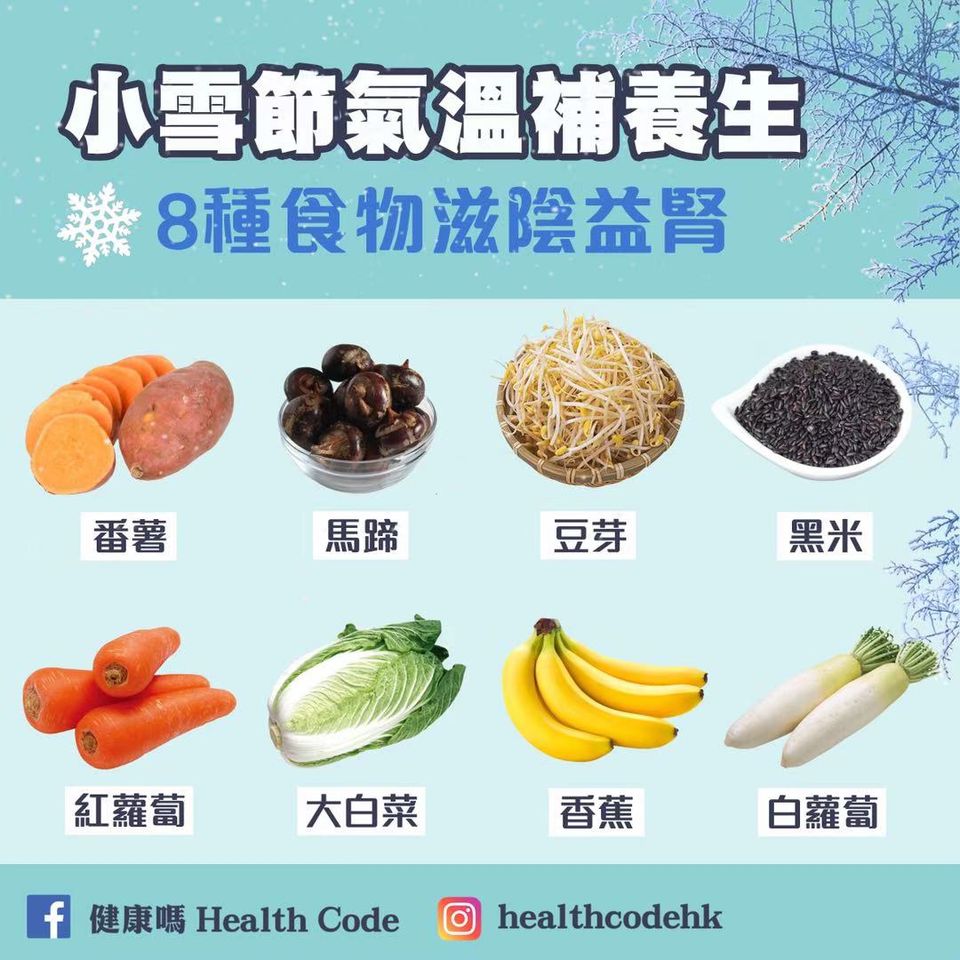 小雪節氣溫補養生
8種食物滋陰益腎
番薯
馬蹄
豆芽
黑米
紅蘿蔔
大白菜
香蕉
白蘿蔔
健康嗎 Health Code
healthcodehk